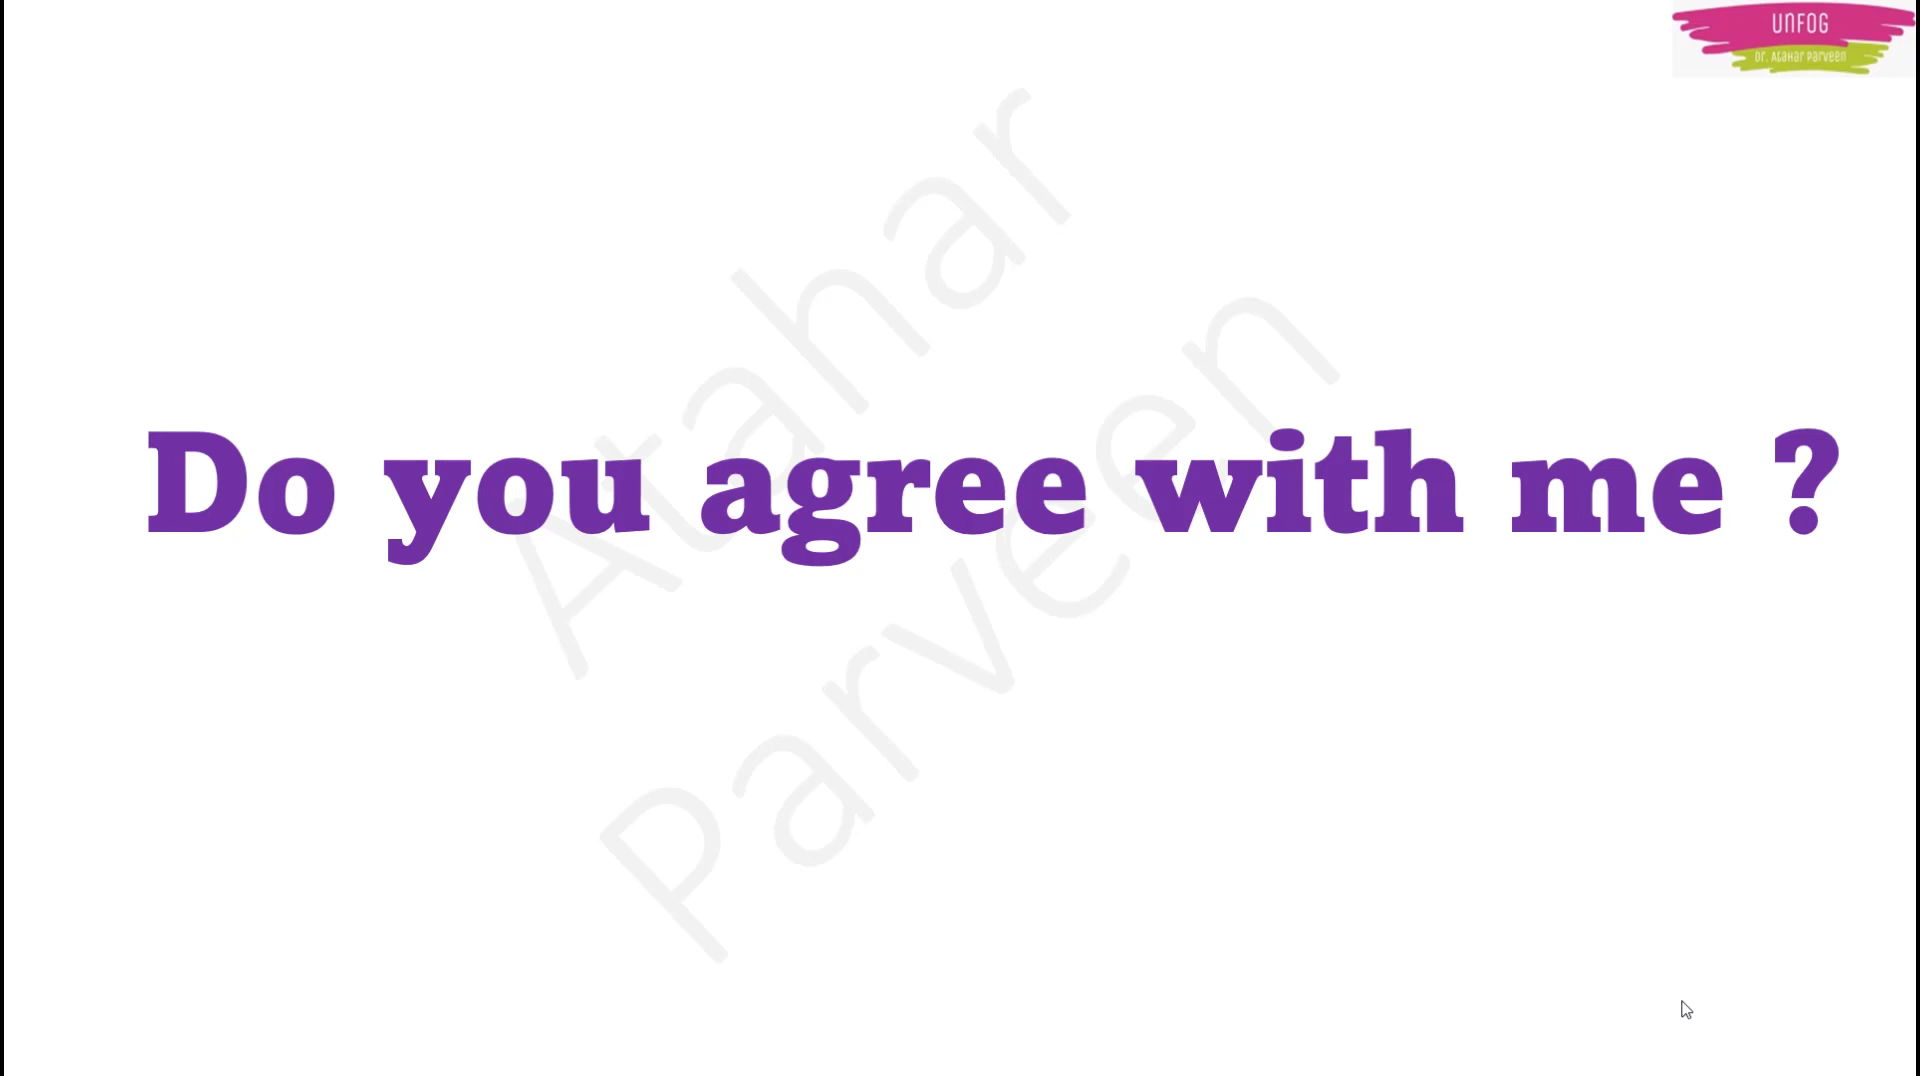 UNFOG
Dr. Atahar Parveen
Atahar
Parveen
Do you agree with me ?